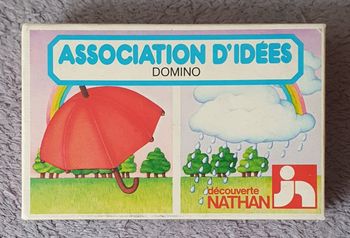 ASSOCIATION D'IDÉES
DOMINO
découverte
NATHAN